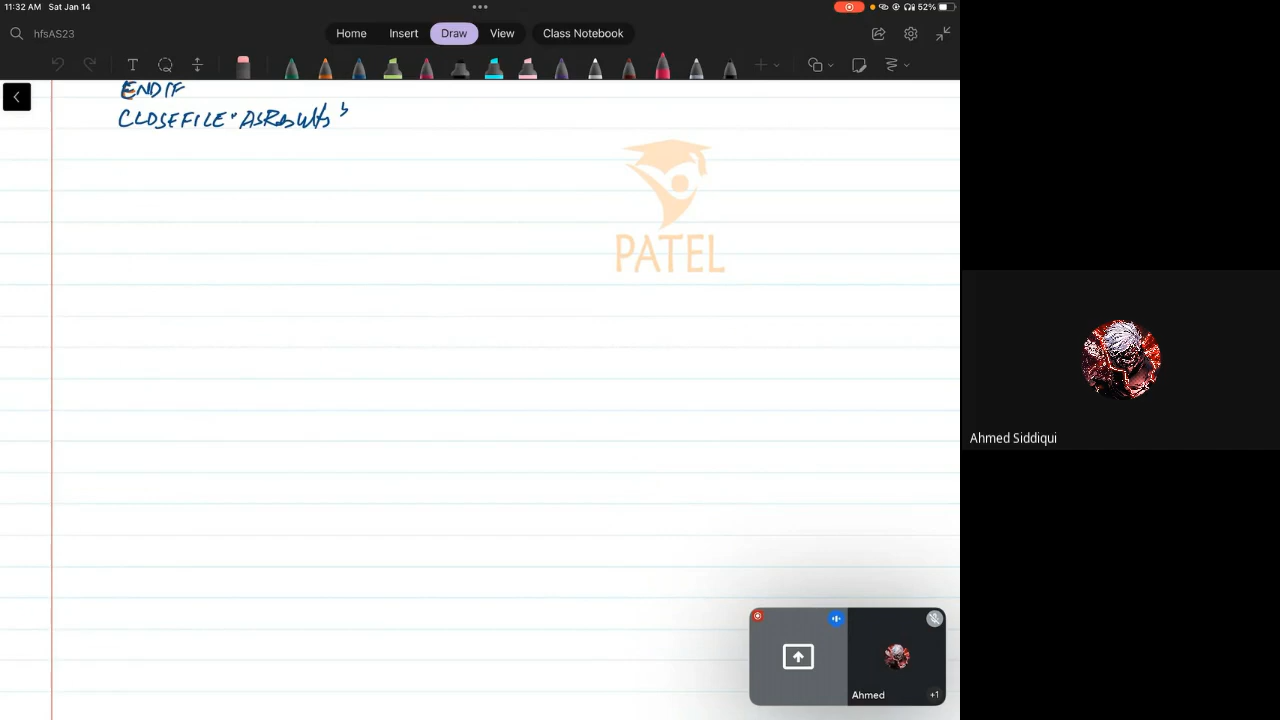 11:32 AM Sat Jan 14
52%
hfsAS23
Home Insert Draw View Class Notebook
ENDIF
CLOSEFILE "ASResults"
PATEL
Ahmed Siddiqui
Ahmed +1